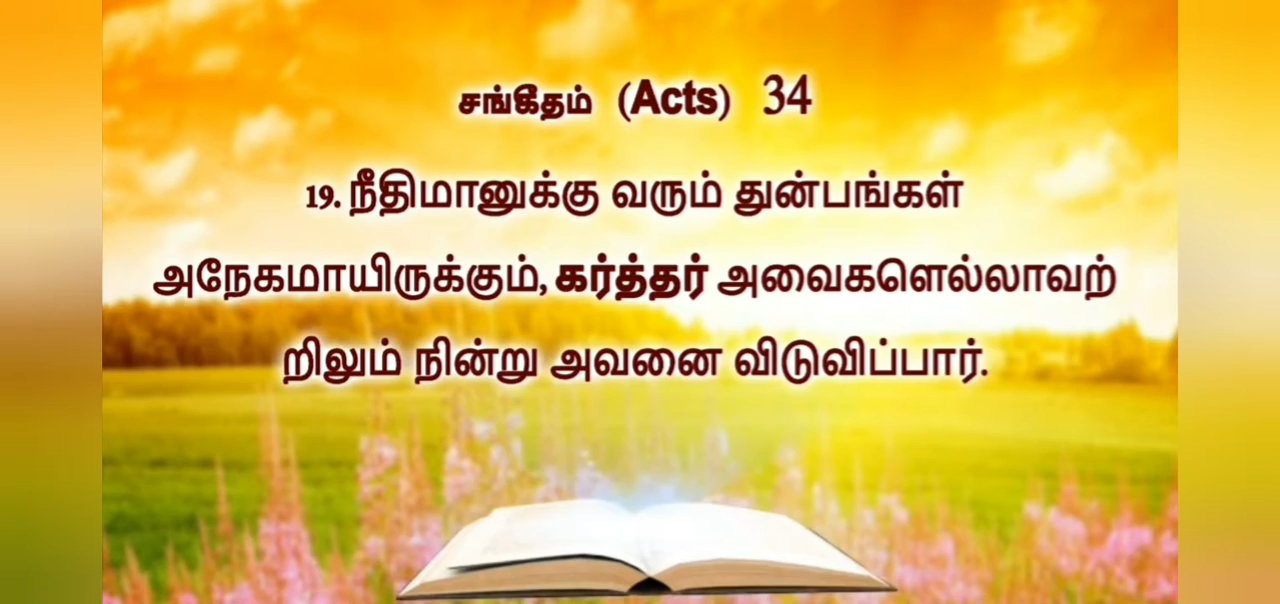 சங்கீதம் (Acts) 34
19. நீதிமானுக்கு வரும் துன்பங்கள்
அநேகமாயிருக்கும், கர்த்தர் அவைகளெல்லாவற்
றிலும் நின்று அவனை விடுவிப்பார்.